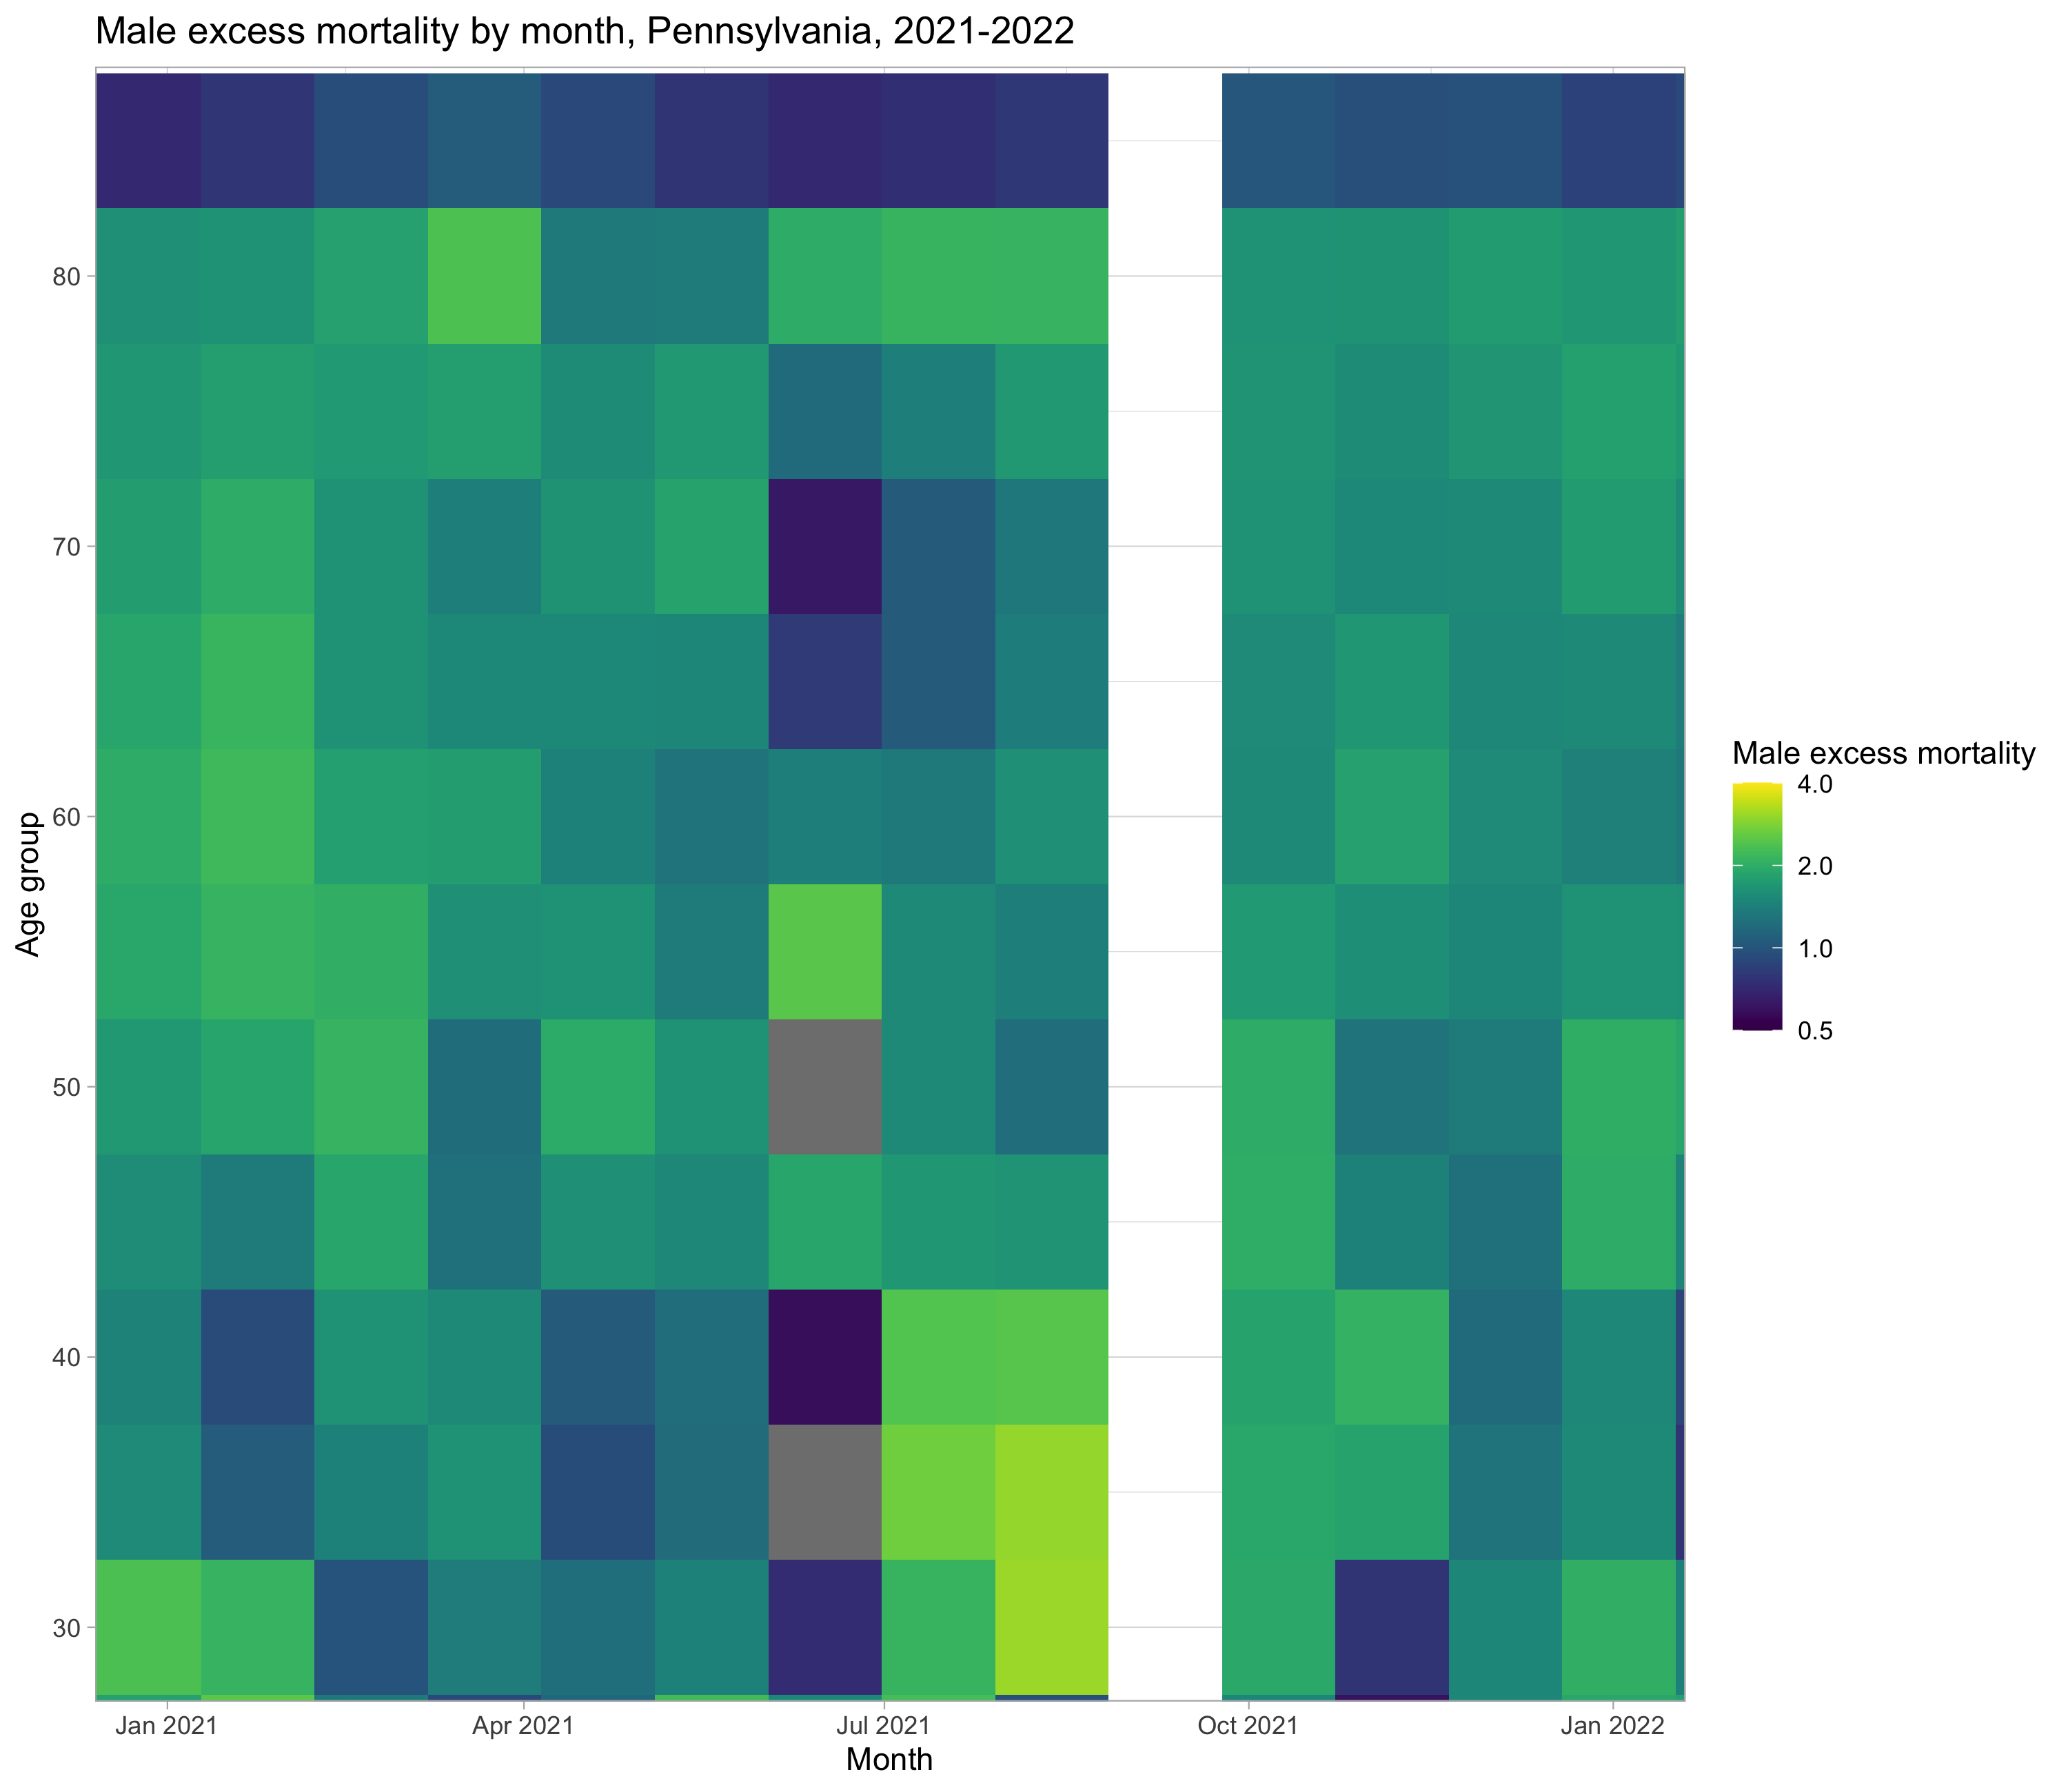 Male excess mortality by month, Pennsylvania, 2021-2022
Age group
80
70
60
50
40
30
Jan 2021
Apr 2021
Jul 2021
Oct 2021
Jan 2022
Month
Male excess mortality
4.0
2.0
1.0
0.5